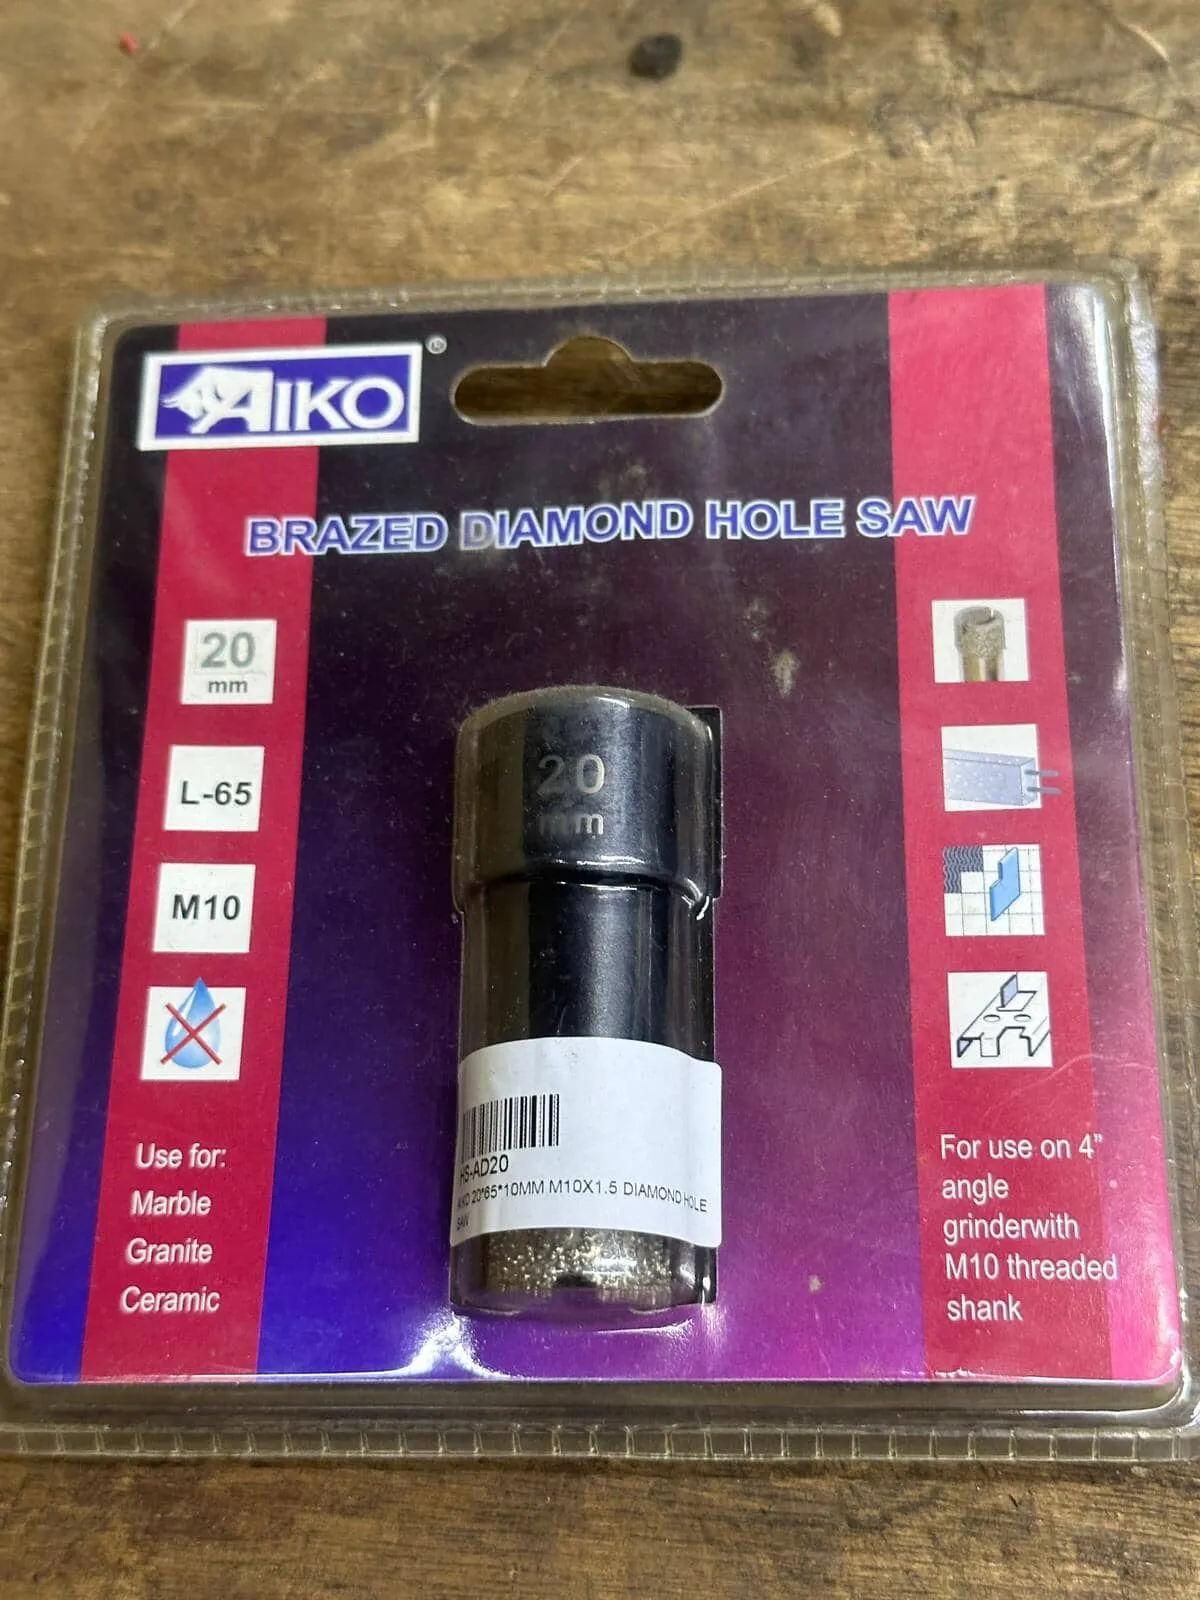 AIKO
®
BRAZED DIAMOND HOLE SAW
20
mm
L-65
M10
Use for:
Marble
Granite
Ceramic
20
mm
HS-AD20
AIKO 20*65*10MM M10X1.5 DIAMOND HOLE
SAW
For use on 4”
angle
grinderwith
M10 threaded
shank